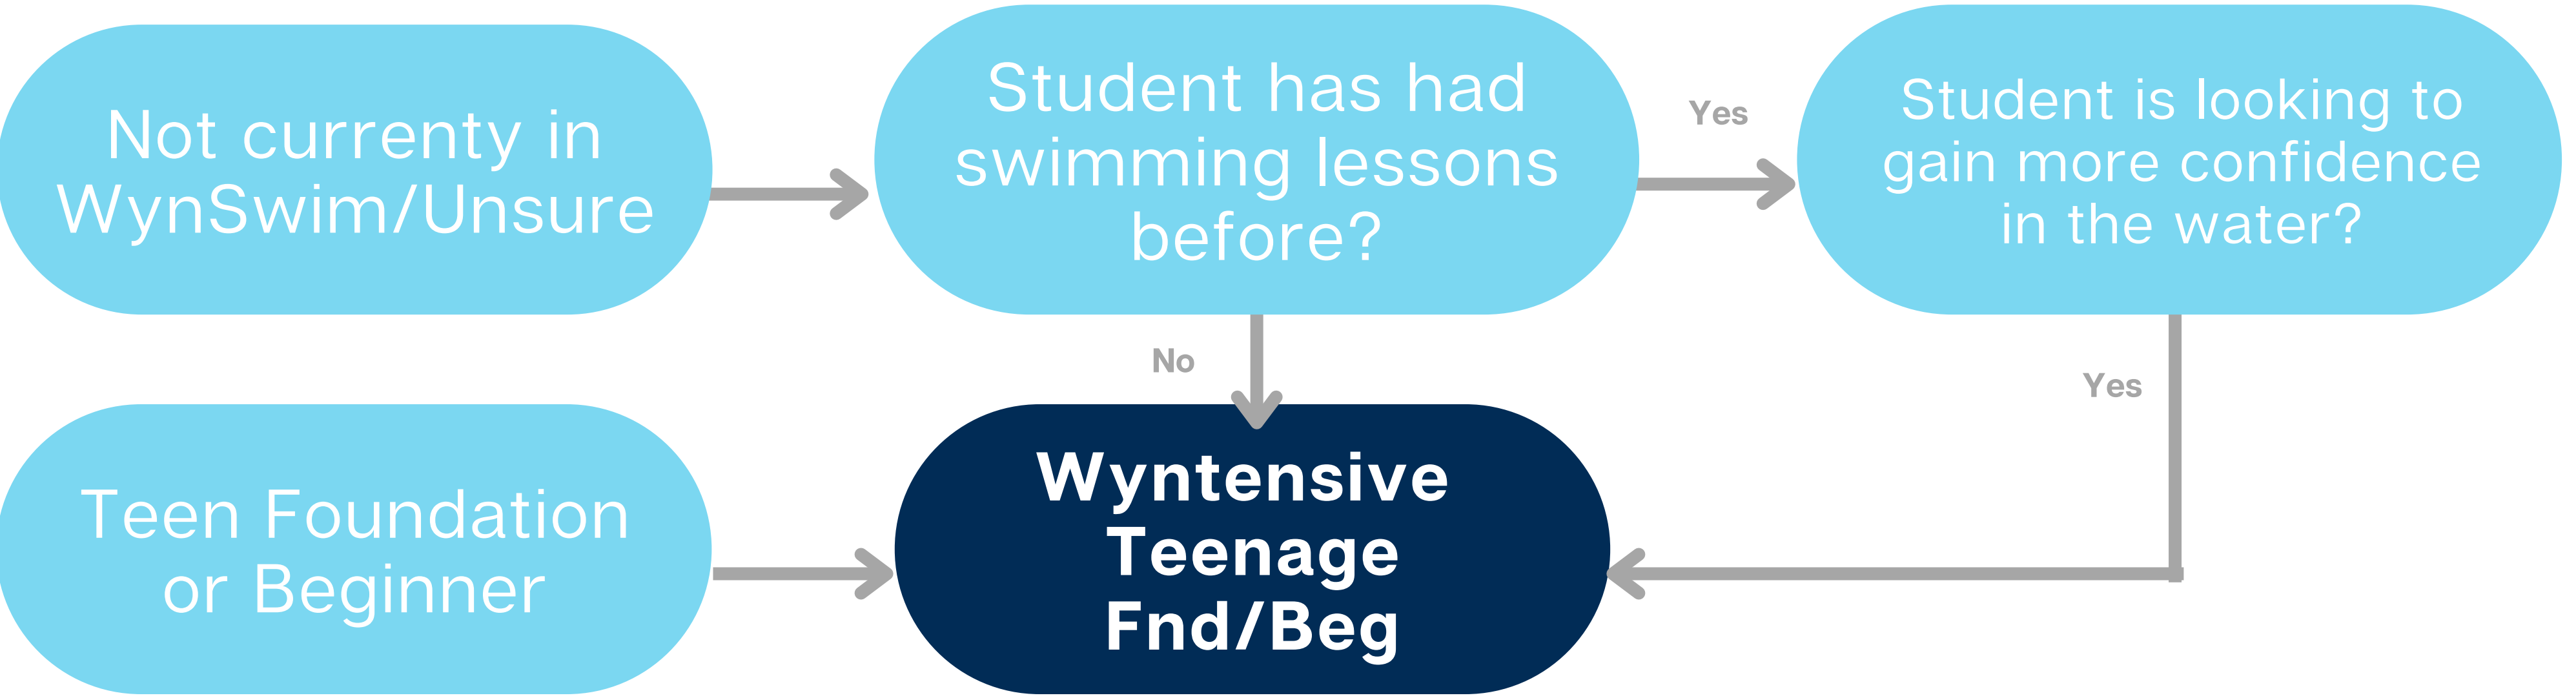 Not currenty in
WynSwim/Unsure
Student has had
swimming lessons
before?
Yes
Student is looking to
gain more confidence
in the water?
No
Yes
Teen Foundation
or Beginner
Wyntensive
Teenage
Fnd/Beg